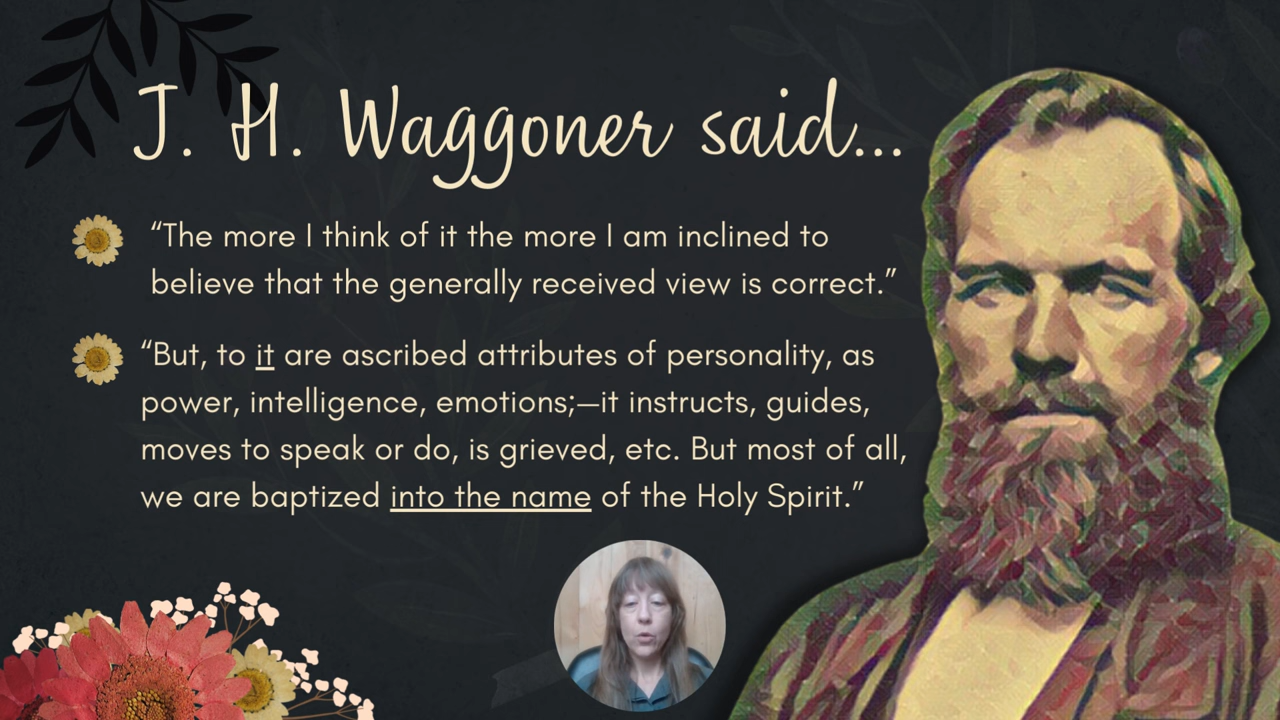 J. H. Waggoner said...
“The more I think of it the more I am inclined to
believe that the generally received view is correct.”
“But, to it are ascribed attributes of personality, as
power, intelligence, emotions;—it instructs, guides,
moves to speak or do, is grieved, etc. But most of all,
we are baptized into the name of the Holy Spirit.”